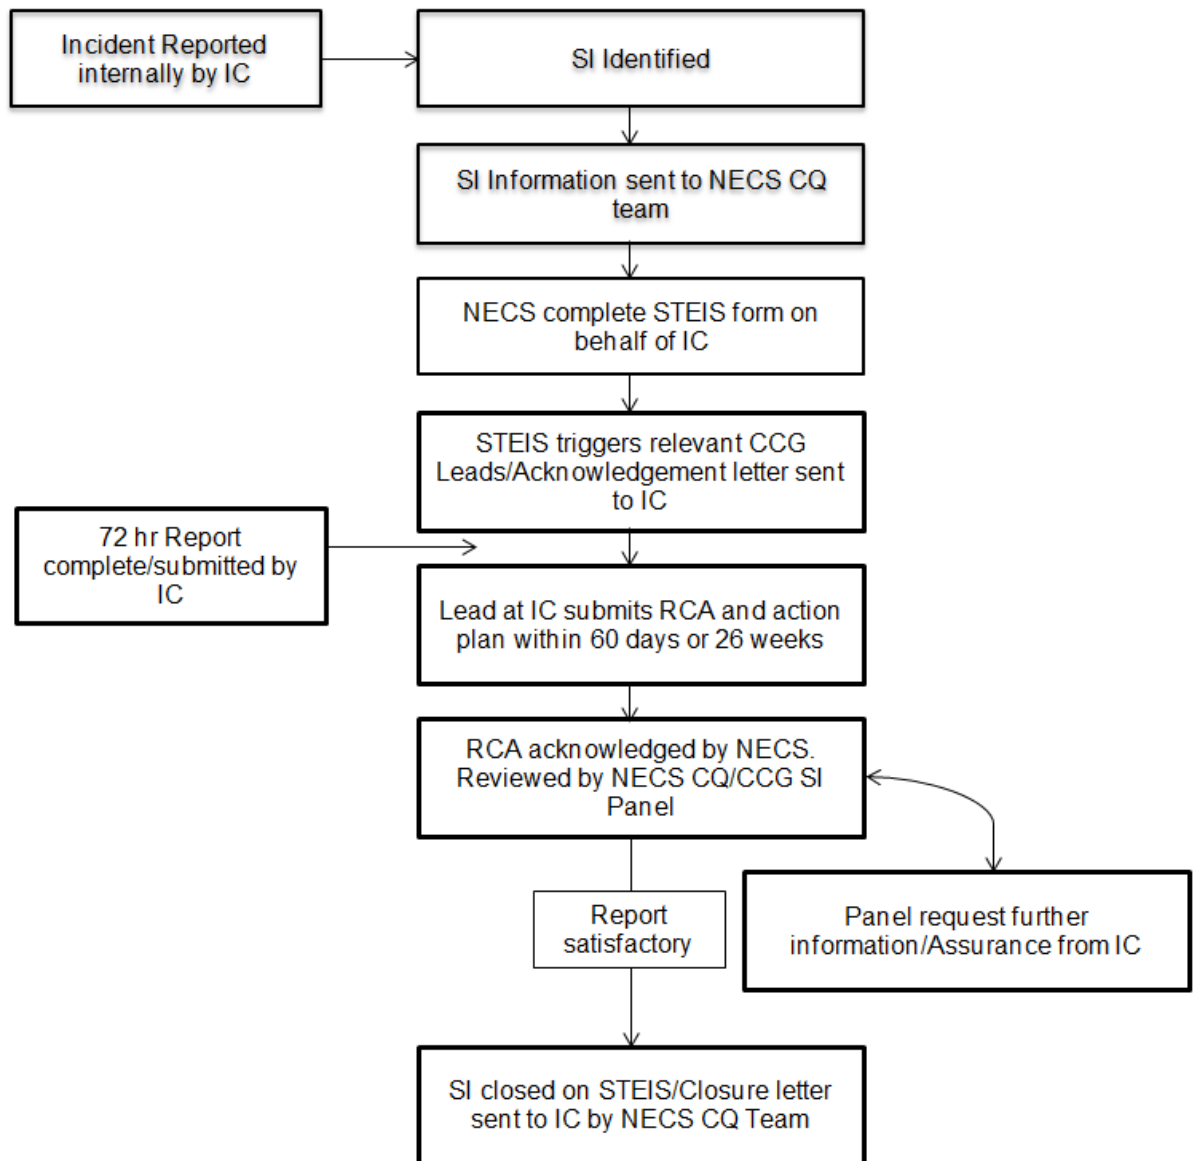 Incident Reported
internally by IC
SI Identified
SI Information sent to NECS CQ
team
NECS complete STEIS form on
behalf of IC
STEIS triggers relevant CCG
Leads/Acknowledgement letter sent
to IC
72 hr Report
complete/submitted by
IC
Lead at IC submits RCA and action
plan within 60 days or 26 weeks
RCA acknowledged by NECS.
Reviewed by NECS CQ/CCG SI
Panel
Report
satisfactory
Panel request further
information/Assurance from IC
SI closed on STEIS/Closure letter
sent to IC by NECS CQ Team